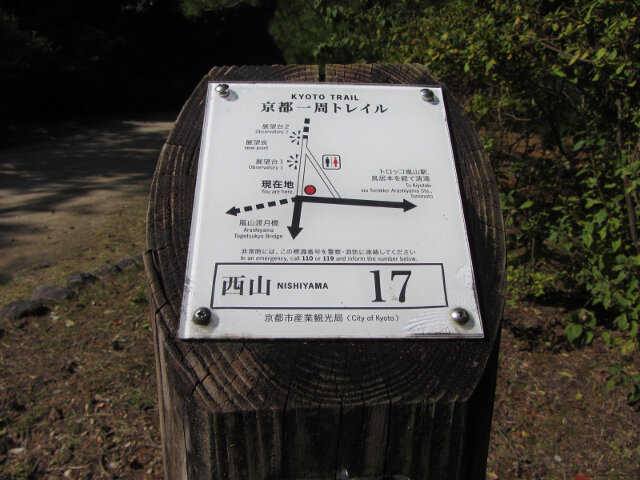 KYOTO TRAIL
京都一周トレイル
展望台2
Observatory 2
展望良
view point
展望台1
Observatory 1
現在地
You are here.
トロッコ嵐山駅、
鳥居本を経て清滝
To Kiyotaki
via Torokko-Arashiyama Sta.,
Toriimoto
嵐山渡月橋
Arashiyama
Togetsukyo Bridge
非常時には、この標識番号を警察・消防に連絡してください
In an emergency, call 110 or 119 and inform the number below.
西山 NISHIYAMA 17
京都市産業観光局 (City of Kyoto)